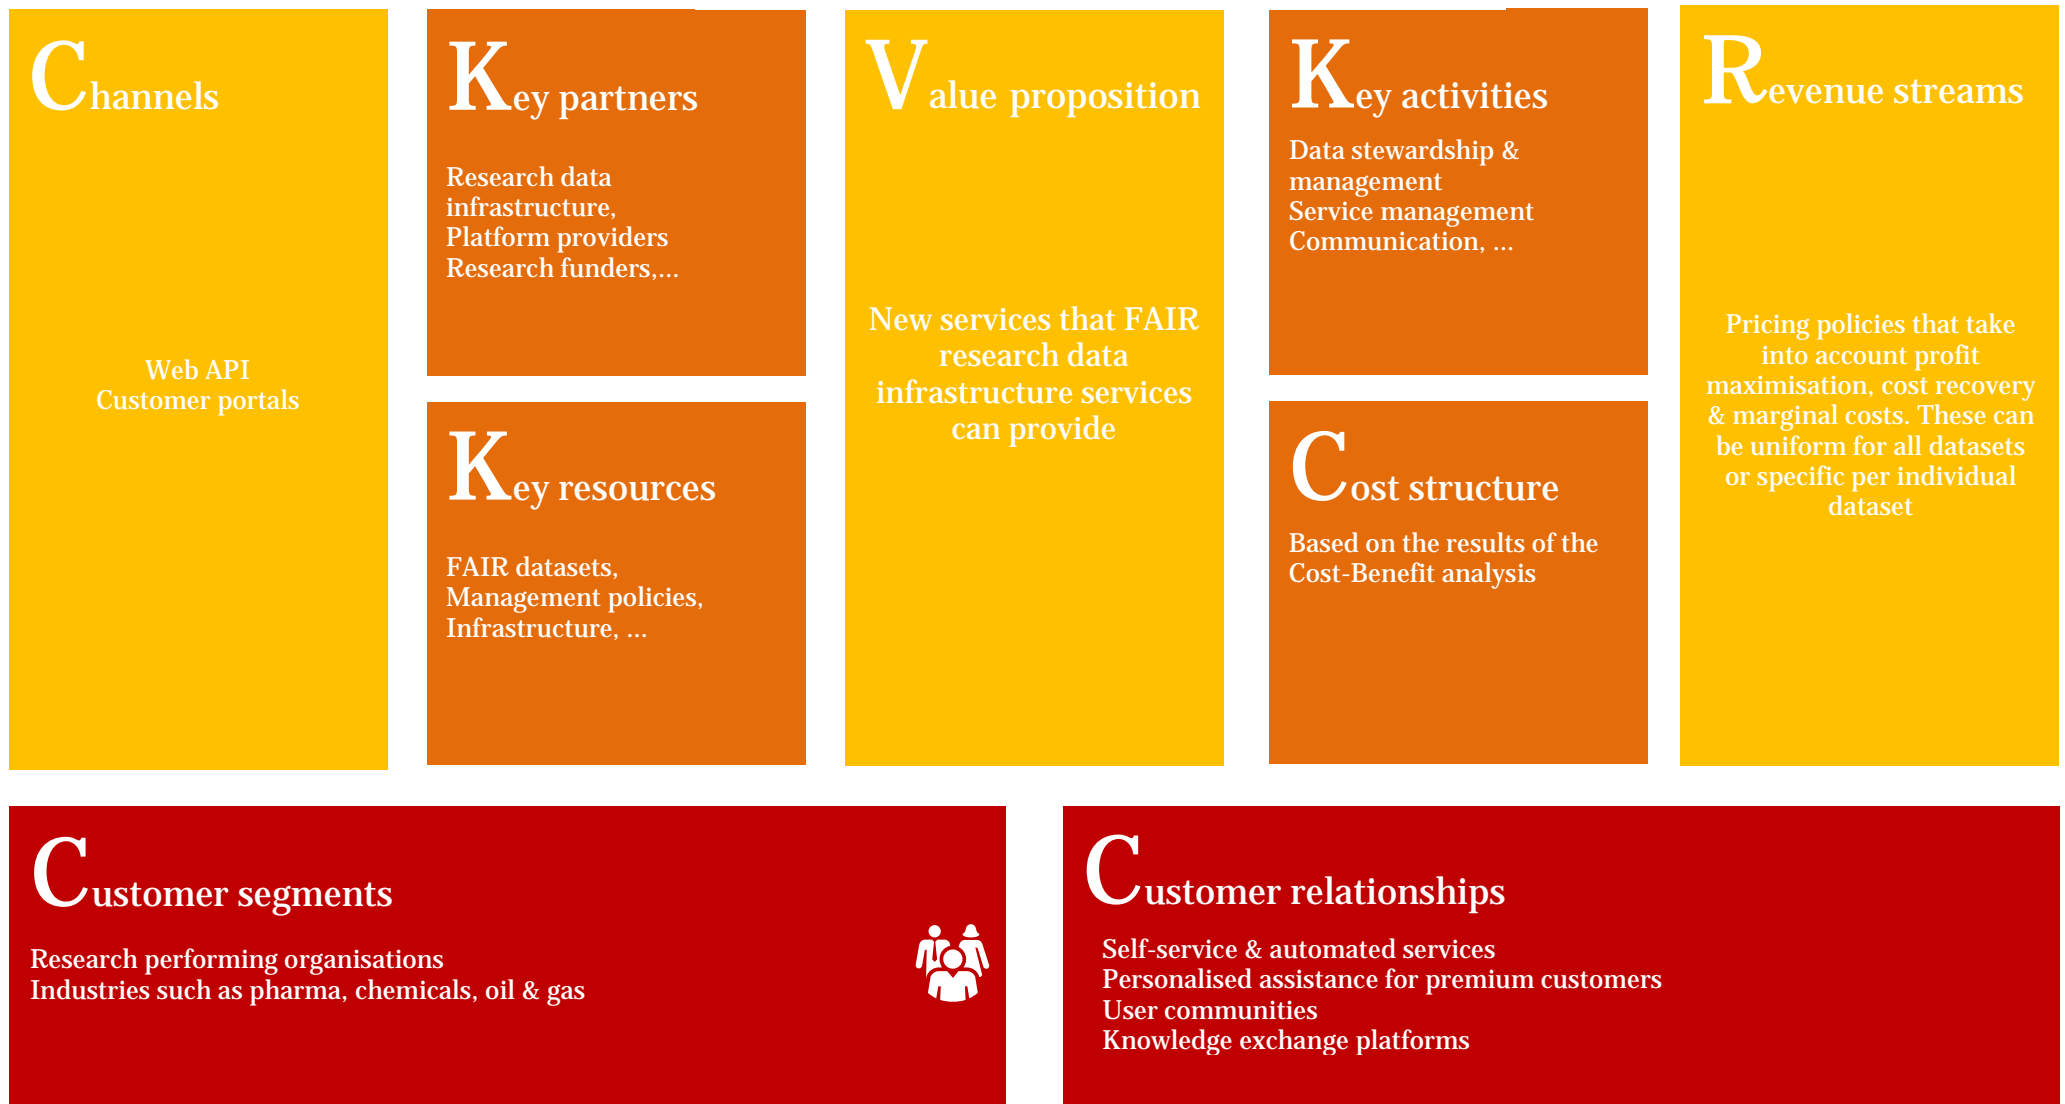 Channels
Web API
Customer portals
Key partners
Research data
infrastructure,
Platform providers
Research funders,...
Key resources
FAIR datasets,
Management policies,
Infrastructure, ...
Value proposition
New services that FAIR
research data
infrastructure services
can provide
Key activities
Data stewardship &
management
Service management
Communication, ...
Cost structure
Based on the results of the
Cost-Benefit analysis
Revenue streams
Pricing policies that take
into account profit
maximisation, cost recovery
& marginal costs. These can
be uniform for all datasets
or specific per individual
dataset
Customer segments
Research performing organisations
Industries such as pharma, chemicals, oil & gas
Customer relationships
Self-service & automated services
Personalised assistance for premium customers
User communities
Knowledge exchange platforms